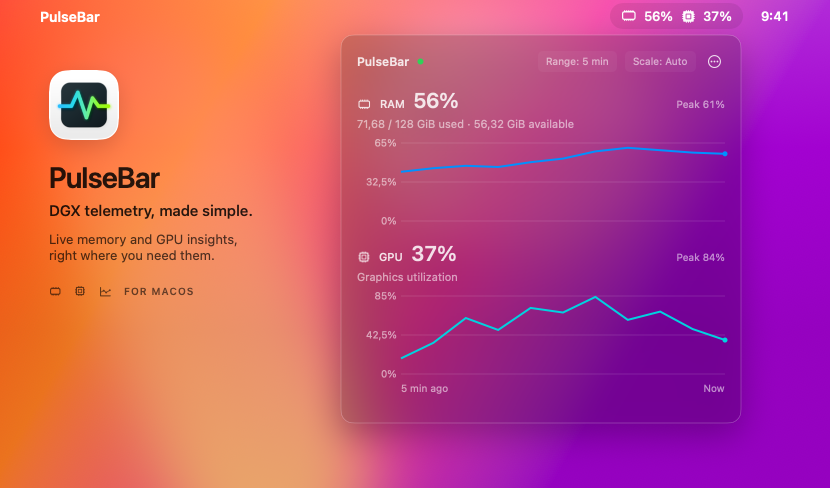 PulseBar
56% 37% 9:41
PulseBar
Range: 5 min
Scale: Auto
RAM 56%
Peak 61%
71,68 / 128 GiB used · 56,32 GiB available
65%
32,5%
0%
GPU 37%
Peak 84%
Graphics utilization
85%
42,5%
0%
5 min ago
Now
PulseBar
DGX telemetry, made simple.
Live memory and GPU insights,
right where you need them.
FOR MACOS